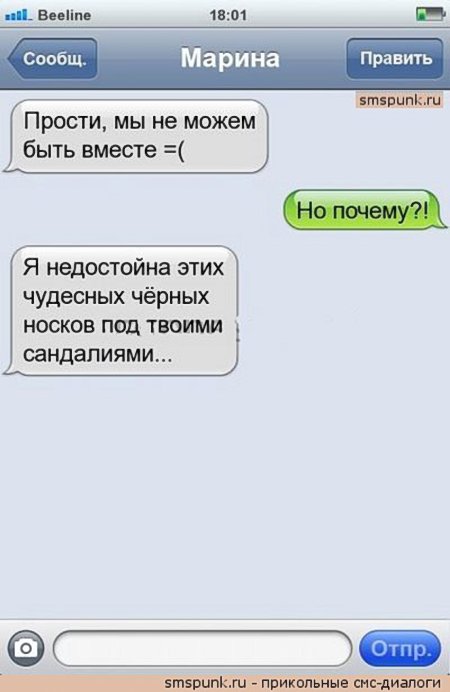 Beeline 18:01
Сообщ. Марина Править
smspunk.ru
Прости, мы не можем
быть вместе =(
Но почему?!
Я недостойна этих
чудесных чёрных
носков под твоими
сандалиями...
Отпр.
smspunk.ru - прикольные смс-диалоги